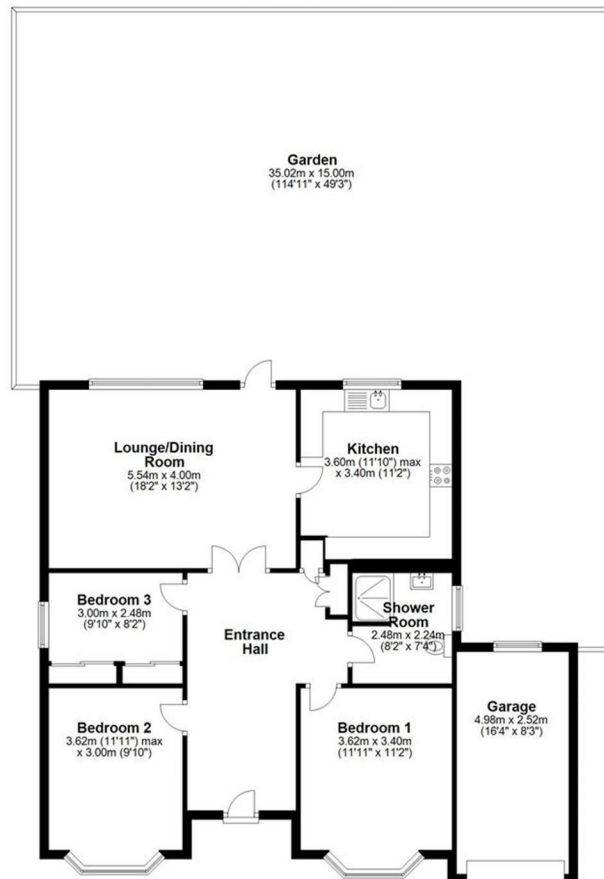 Garden
35.02m x 15.00m
(114'11" x 49'3")
Lounge/Dining
Room
5.54m x 4.00m
(18'2" x 13'2")
Kitchen
3.60m (11'10") max
x 3.40m (11'2")
Bedroom 3
3.00m x 2.48m
(9'10" x 8'2")
Entrance
Hall
Shower
Room
2.48m x 2.24m
(8'2" x 7'4")
Bedroom 2
3.62m (11'11") max
x 3.00m (9'10")
Bedroom 1
3.62m x 3.40m
(11'11" x 11'2")
Garage
4.98m x 2.52m
(16'4" x 8'3")